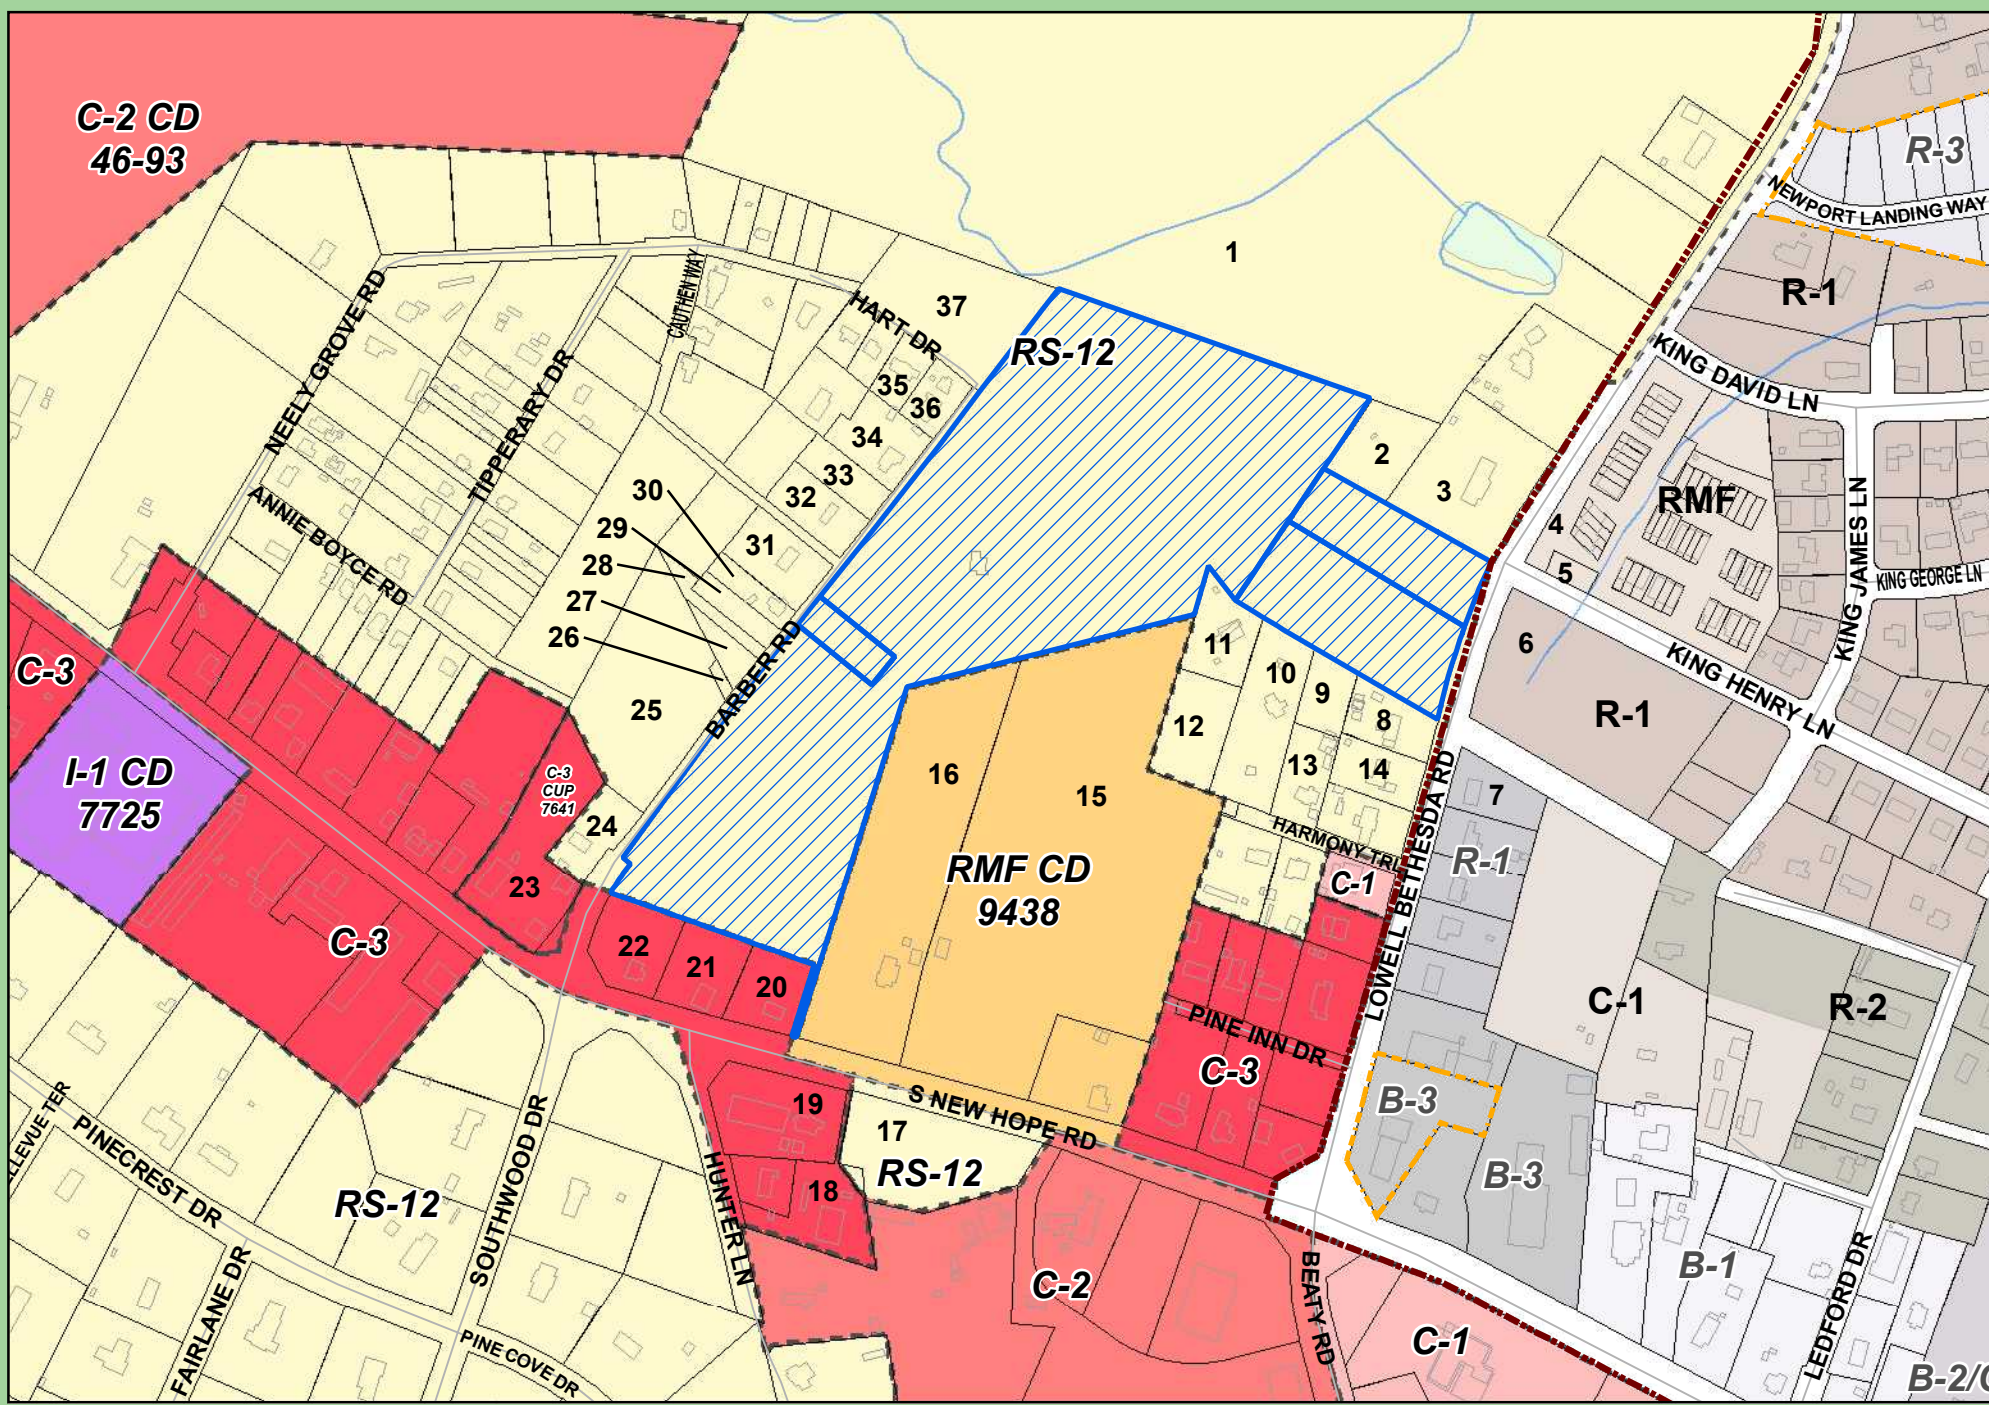 C-2 CD
46-93
R-3
NEWPORT LANDING WAY
1
R-1
CAUTHEN WAY
37
HART DR
RS-12
NEELY GROVE RD
TIPPERARY DR
KING DAVID LN
35
36
34
33
32
2
3
RMF
4
5
KING JAMES LN
KING GEORGE LN
ANNIE BOYCE RD
30
29
28
27
26
31
25
BARBER RD
11
10
9
8
12
13
14
6
R-1
KING HENRY LN
C-3
I-1 CD
7725
C-3
CUP
7641
24
23
16
15
RMF CD
9438
HARMONY TRL
C-1
LOWELL BETHESDA RD
7
R-1
C-3
22
21
20
C-1
R-2
PINE INN DR
C-3
B-3
B-3
S NEW HOPE RD
19
18
17
RS-12
HUNTER LN
SOUTHWOOD DR
RS-12
PINECREST DR
FAIRLANE DR
PINE COVE DR
C-2
BEATY RD
C-1
B-1
LEDFORD DR
LLEVUE TER
B-2/